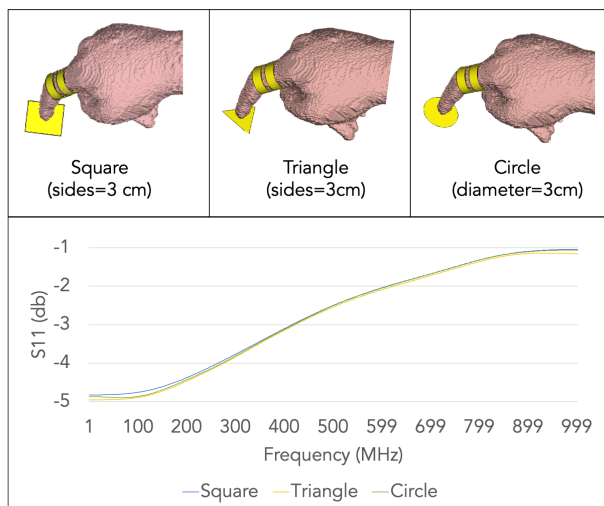 Square
(sides=3 cm)
Triangle
(sides=3cm)
Circle
(diameter=3cm)
-1
-2
-3
-4
-5
S11 (db)
1 100 200 300 400 500 599 699 799 899 999
Frequency (MHz)
Square Triangle Circle